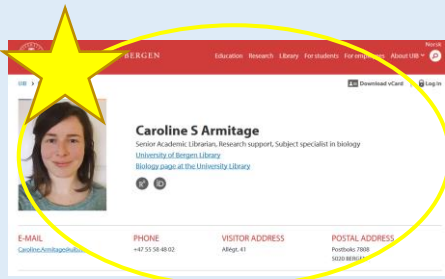 Norsk
BERGEN Education Research Library For students For employees About UiB
UiB
Download vCard Log in
Caroline S Armitage
Senior Academic Librarian, Research support, Subject specialist in biology
University of Bergen Library
Biology page at the University Library
iD
E-MAIL PHONE VISITOR ADDRESS POSTAL ADDRESS
+47 55 58 48 02 Allégt. 41 Postboks 7808
5020 BERGEN